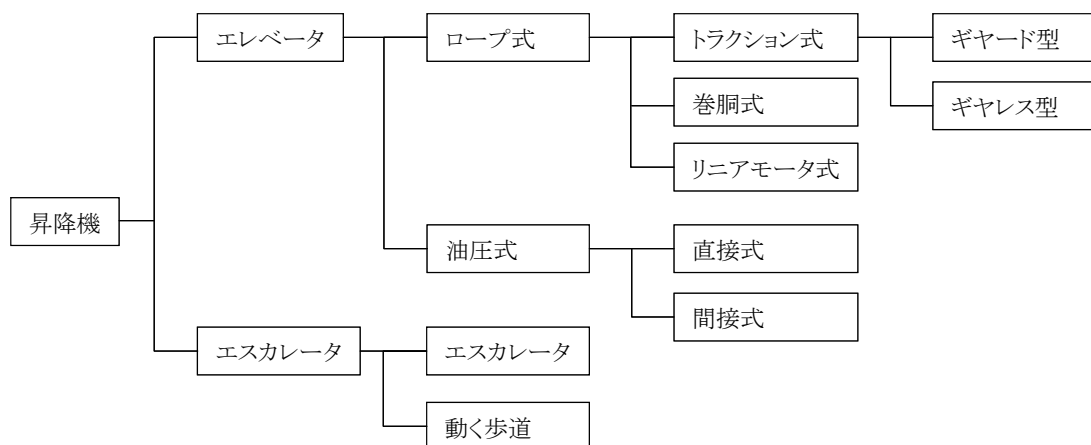 エレベータ
ロープ式
トラクション式
ギヤード型
巻胴式
ギヤレス型
リニアモータ式
昇降機
油圧式
直接式
間接式
エスカレータ
エスカレータ
動く歩道